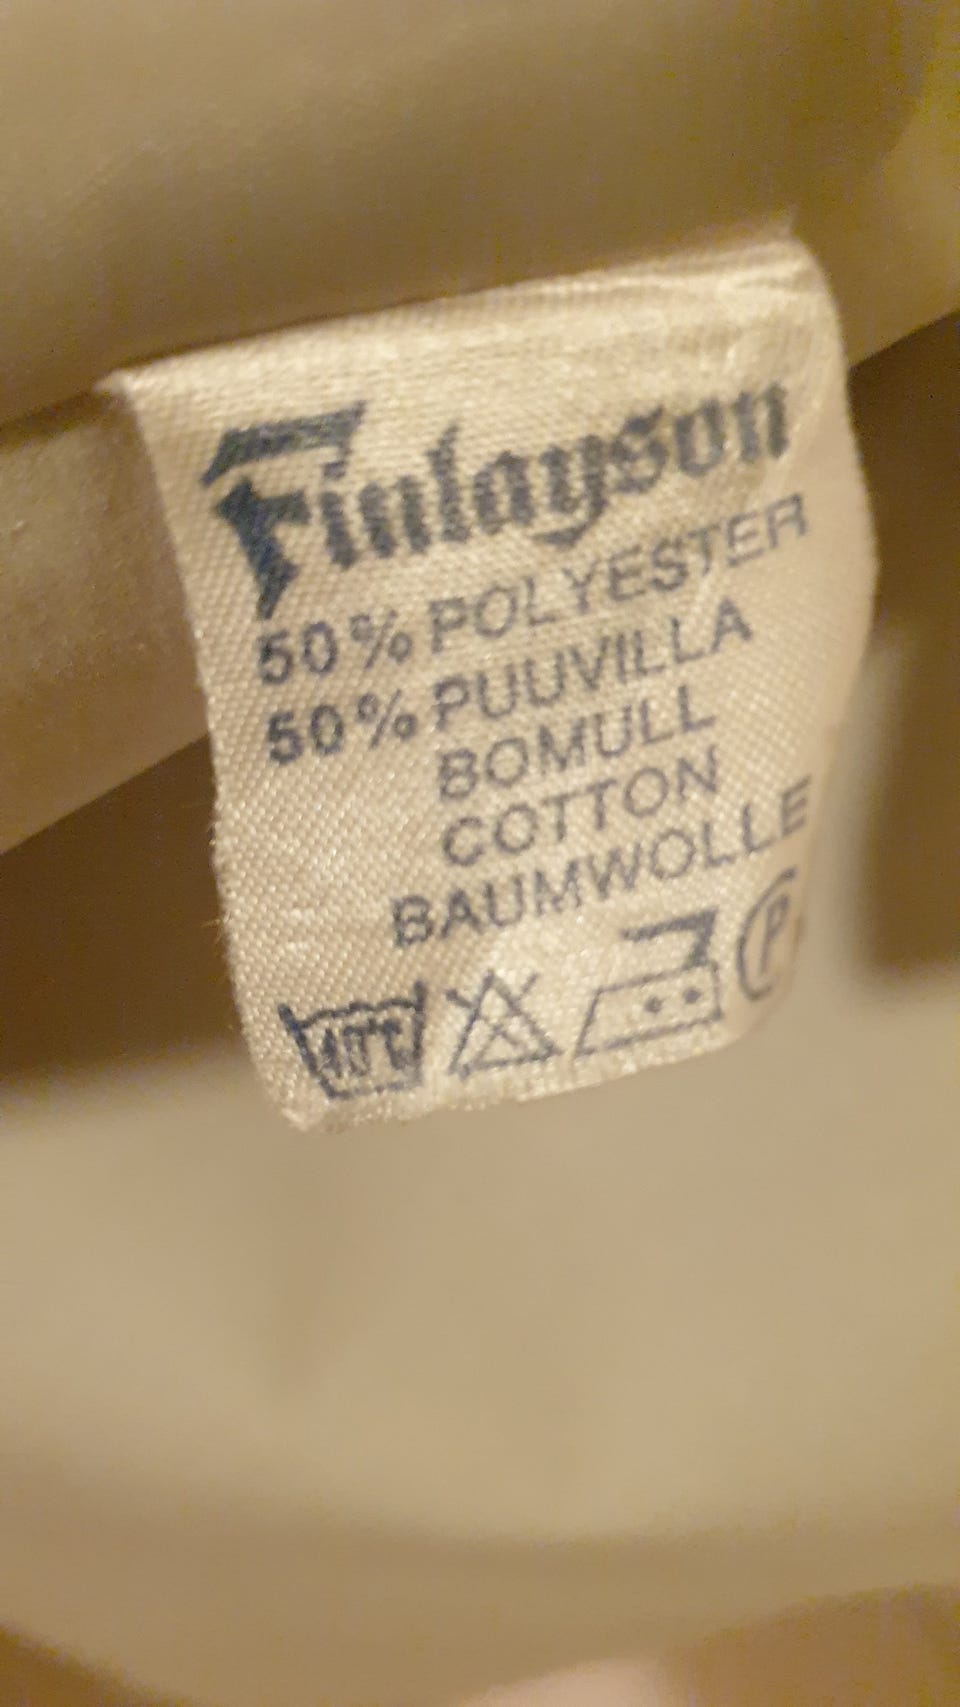 Finlayson
50% POLYESTER
50% PUUVILLA
BOMULL
COTTON
BAUMWOLLE
P